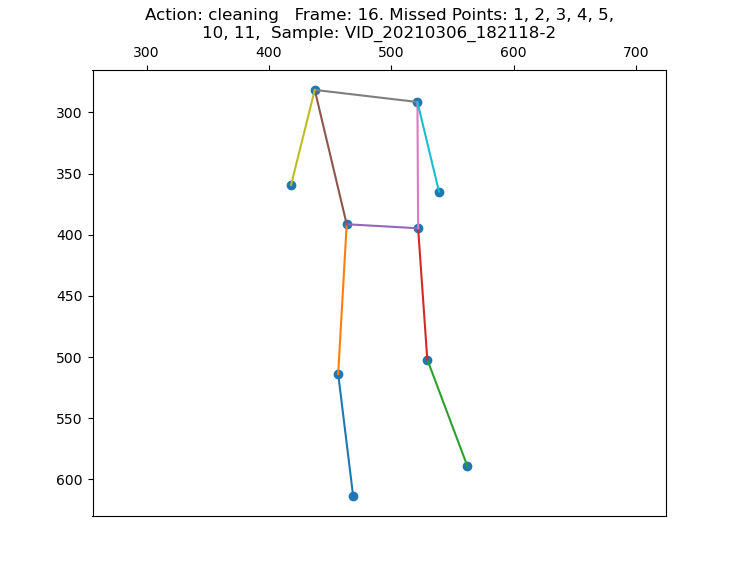 Action: cleaning   Frame: 16. Missed Points: 1, 2, 3, 4, 5,
10, 11,  Sample: VID_20210306_182118-2
300 400 500 600 700
300
350
400
450
500
550
600